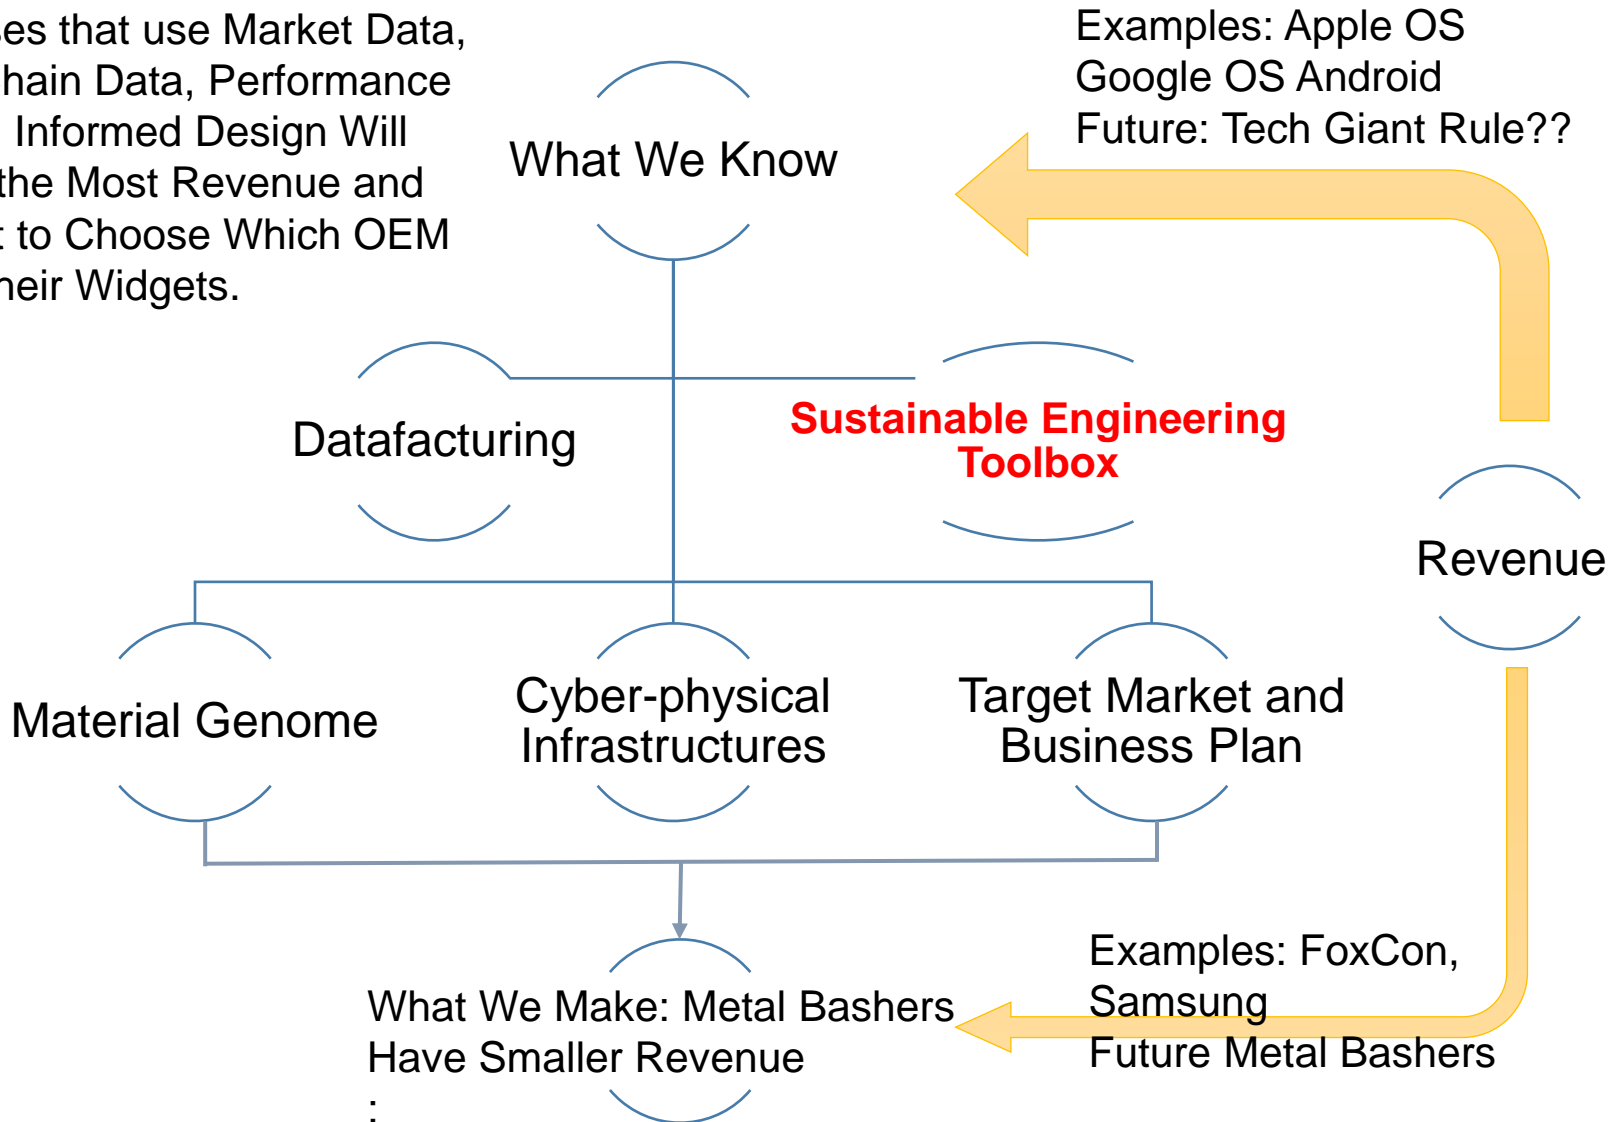 ses that use Market Data,
hain Data, Performance
Informed Design Will
the Most Revenue and
t to Choose Which OEM
heir Widgets.
Examples: Apple OS
Google OS Android
Future: Tech Giant Rule??
What We Know
Datafacturing
Sustainable Engineering
Toolbox
Revenue
Material Genome
Cyber-physical
Infrastructures
Target Market and
Business Plan
What We Make: Metal Bashers
Have Smaller Revenue
:
Examples: FoxCon,
Samsung
Future Metal Bashers